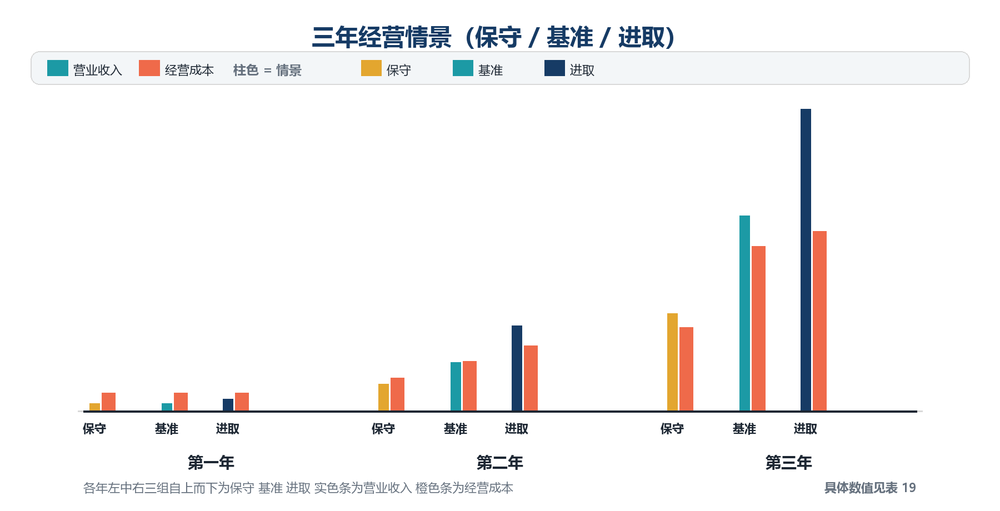 三年经营情景（保守 / 基准 / 进取）
营业收入 经营成本 柱色 = 情景 保守 基准 进取
保守 基准 进取 保守 基准 进取 保守 基准 进取
第一年 第二年 第三年
各年左中右三组自上而下为保守 基准 进取 实色条为营业收入 橙色条为经营成本 具体数值见表 19